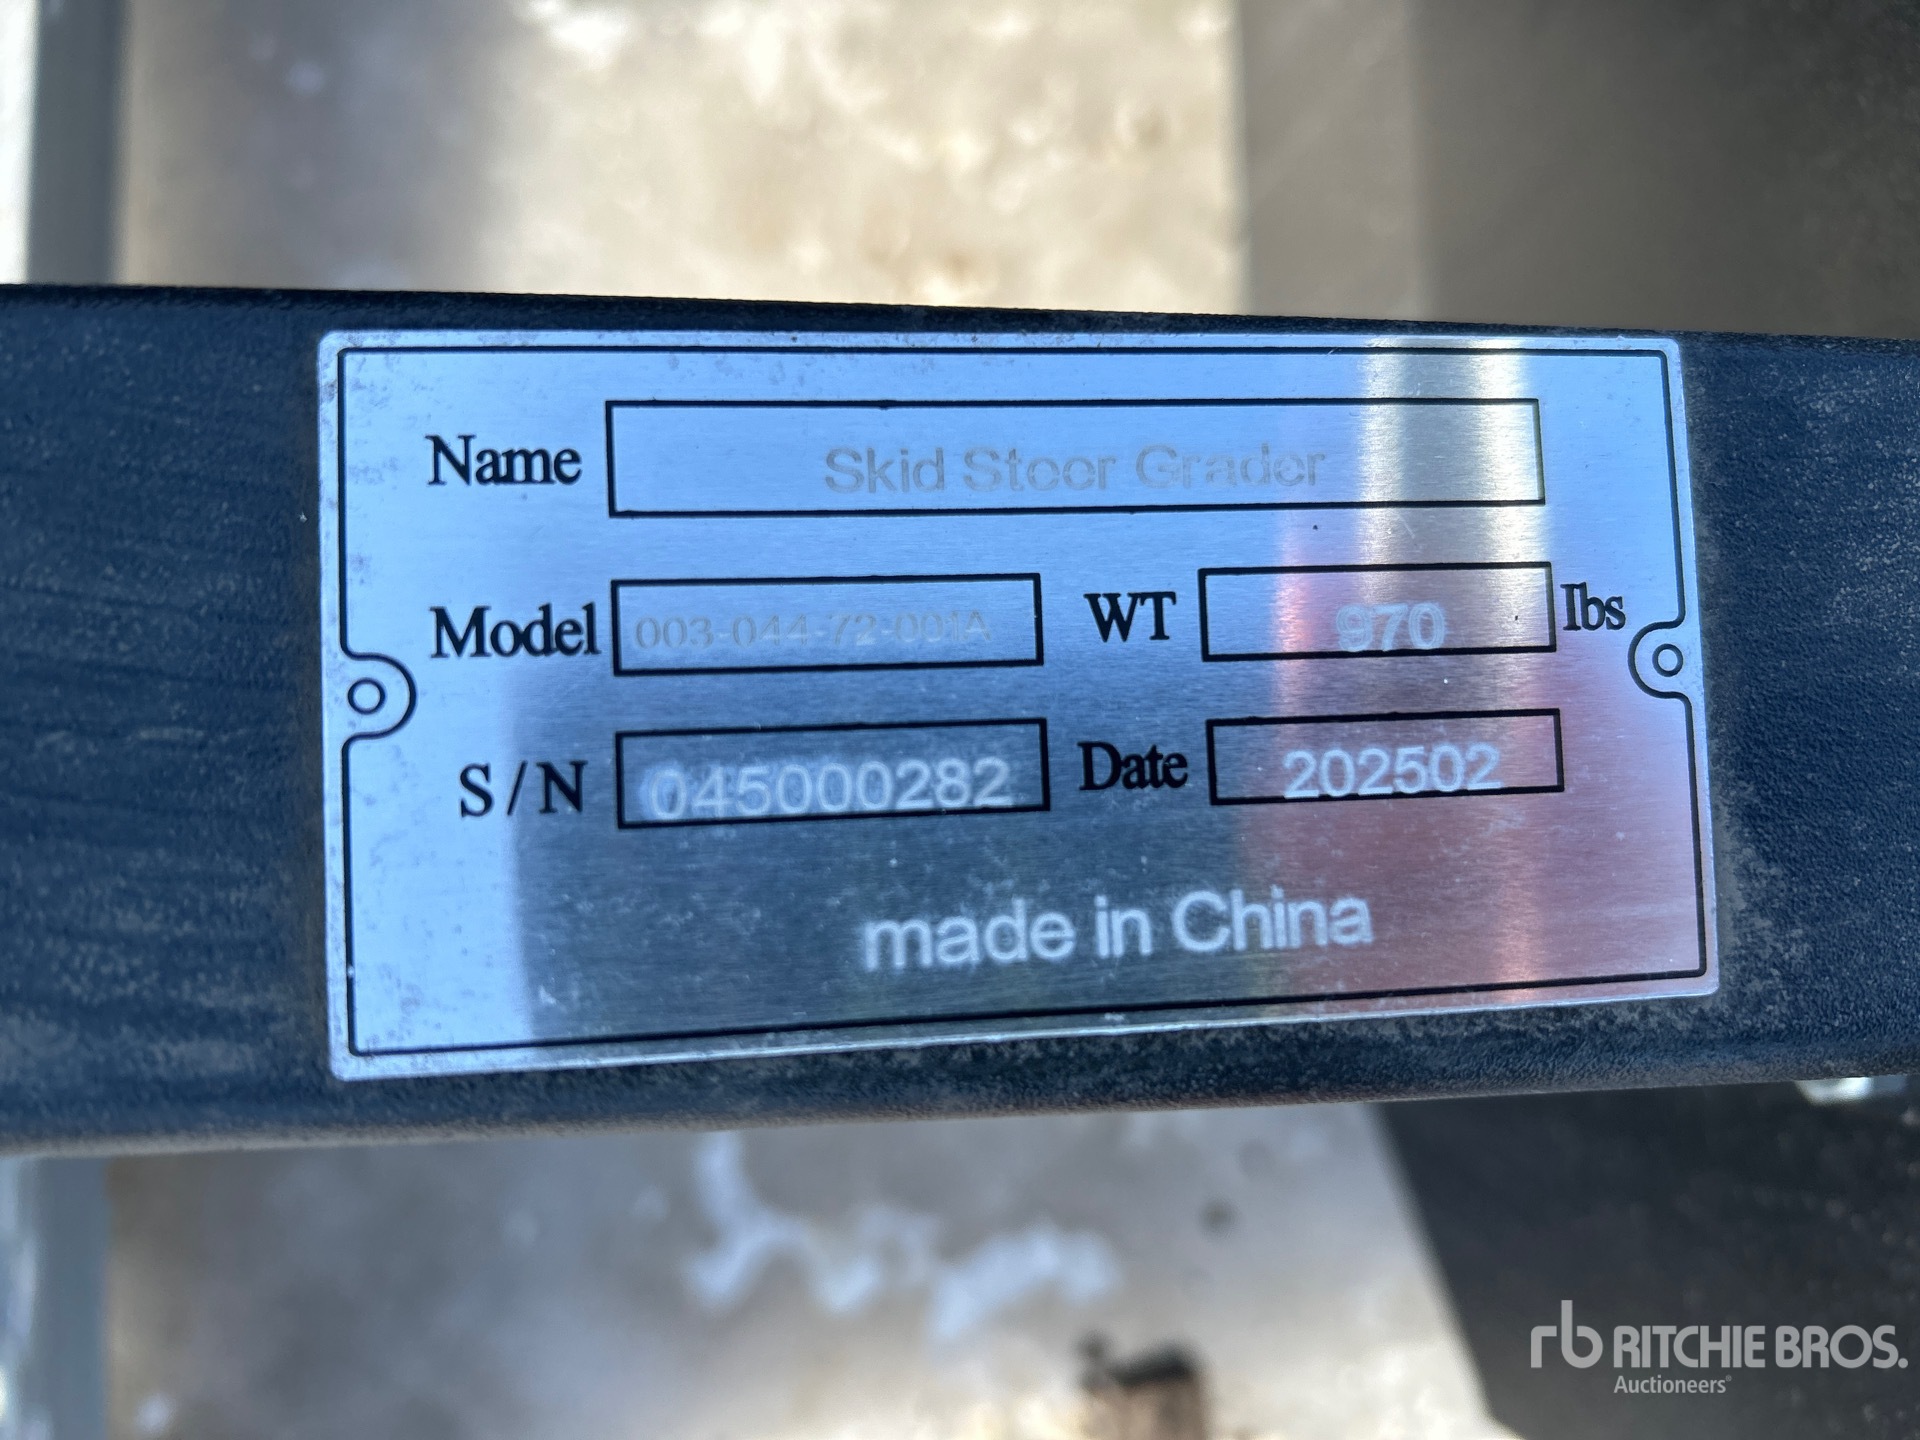 Name Skid Steer Grader
Model 003-044-72-001A WT 970 lbs
S/N 045000282 Date 202502
made in China
rb RITCHIE BROS.
Auctioneers